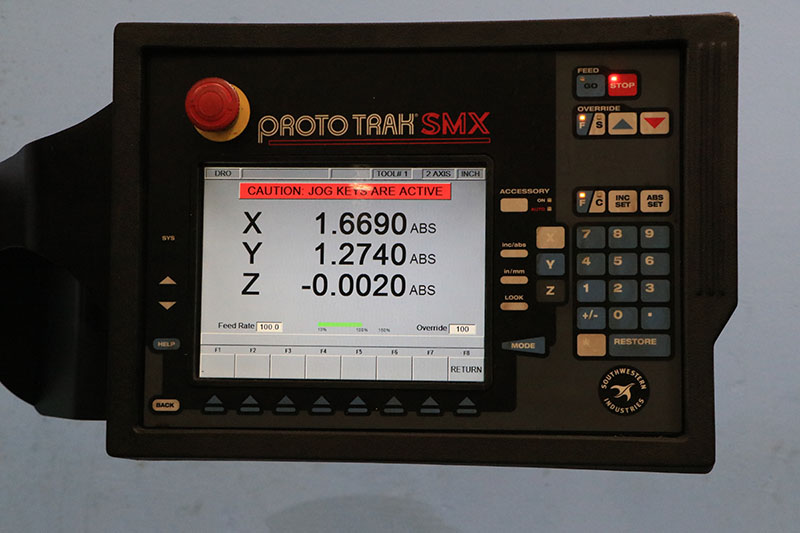 PROTO TRAK® SMX
DRO TOOL# 1 2 AXIS INCH
CAUTION: JOG KEYS ARE ACTIVE
X 1.6690 ABS
Y 1.2740 ABS
Z -0.0020 ABS
Feed Rate 100.0 Override 100
10% 100% 150%
F1 F2 F3 F4 F5 F6 F7 F8
RETURN
SYS
HELP
BACK
FEED
GO STOP
OVERRIDE
F/S
ACCESSORY
ON
AUTO
F/C INC SET ABS SET
inc/abs
in/mm
LOOK
MODE
X 7 8 9
Y 4 5 6
Z 1 2 3
+/- 0 •
* RESTORE
SOUTHWESTERN
INDUSTRIES